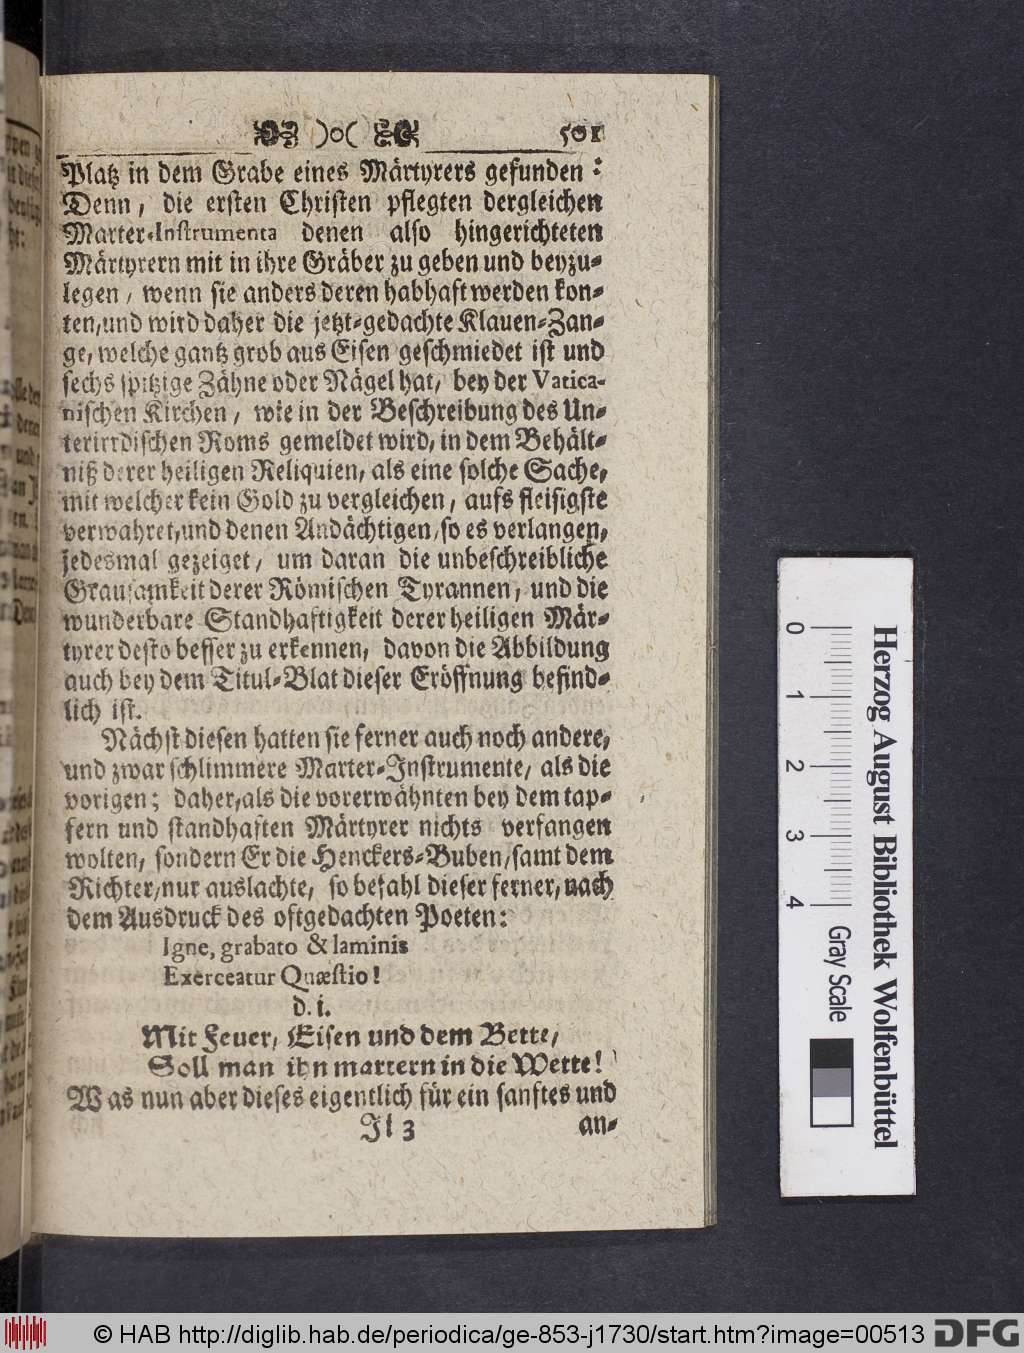 )o( 501
Platz in dem Grabe eines Märtyrers gefunden:
Denn, die ersten Christen pflegten dergleichen
Marter-Instrumenta denen also hingerichteten
Märtyrern mit in ihre Gräber zu geben und beyzu-
legen, wenn sie anders deren habhafft werden kon-
ten, und wird daher die jetzt-gedachte Klauen-Zan-
ge, welche gantz grob aus Eisen geschmiedet ist und
sechs spitzige Zähne oder Nägel hat, bey der Vatica-
nischen Kirchen, wie in der Beschreibung des Un-
terirrdischen Roms gemeldet wird, in dem Behält-
niß derer heiligen Reliquien, als eine solche Sache,
mit welcher kein Gold zu vergleichen, aufs fleisigste
verwahret, und denen Andächtigen, so es verlangen,
jedesmal gezeiget, um daran die unbeschreibliche
Grausamkeit derer Römischen Tyrannen, und die
wunderbare Standhaftigkeit derer heiligen Mär-
tyrer desto besser zu erkennen, davon die Abbildung
auch bey dem Titul-Blat dieser Eröffnung befind-
lich ist.
Nächst diesen hatten sie ferner auch noch andere,
und zwar schlimmere Marter-Instrumente, als die
vorigen; daher, als die vorerwähnten bey dem tap-
fern und standhaften Märtyrer nichts verfangen
wolten, sondern Er die Henckers-Buben, samt dem
Richter, nur auslachte, so befahl dieser ferner, nach
dem Ausdruck des oftgedachten Poeten:
Igne, grabato & laminis
Exerceatur Quæstio!
d. i.
Mit Feuer, Eisen und dem Bette,
Soll man ihn martern in die Wette!
Was nun aber dieses eigentlich für ein sanftes und
Il 3 an-
Herzog August Bibliothek Wolfenbüttel
0 1 2 3 4 Gray Scale
© HAB http://diglib.hab.de/periodica/ge-853-j1730/start.htm?image=00513 DFG